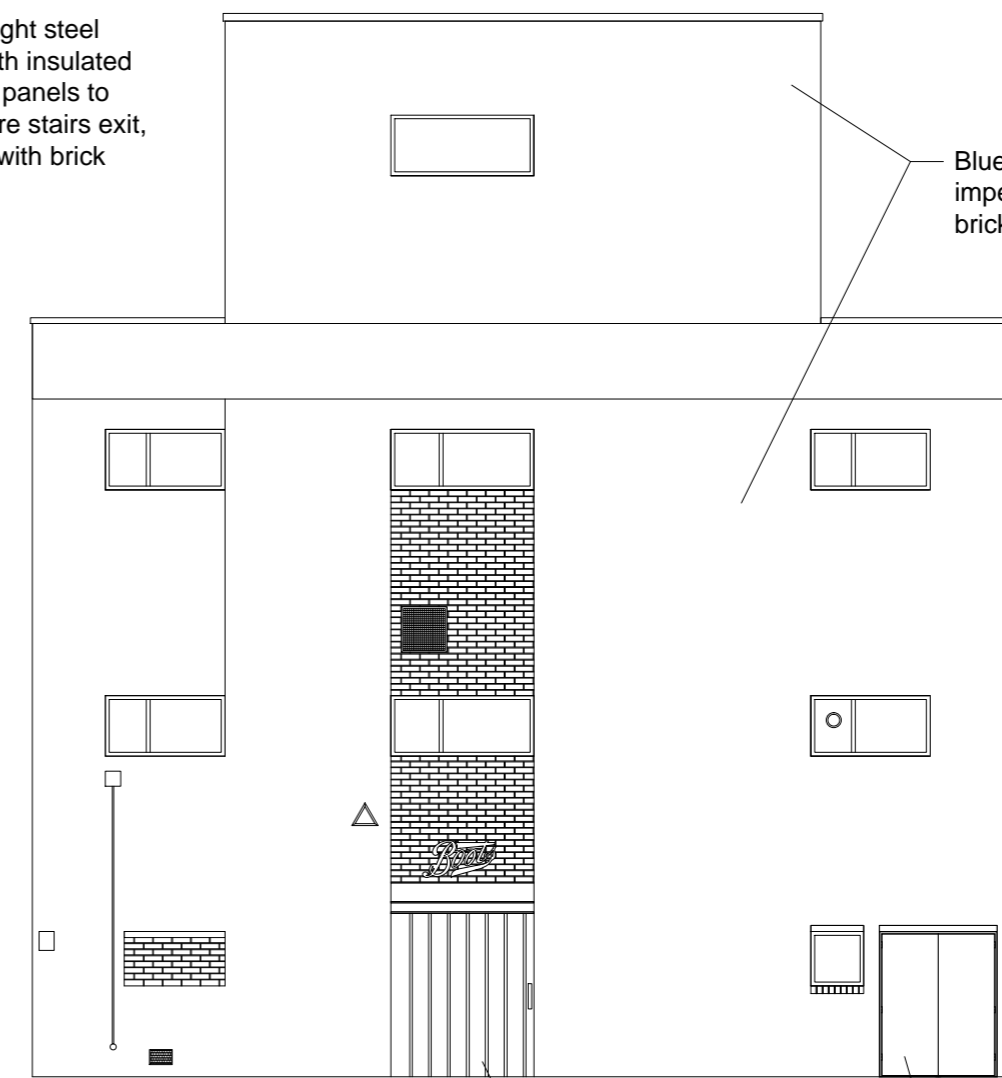 ght steel
th insulated
panels to
re stairs exit,
with brick
Blue
impe
brick
Boots